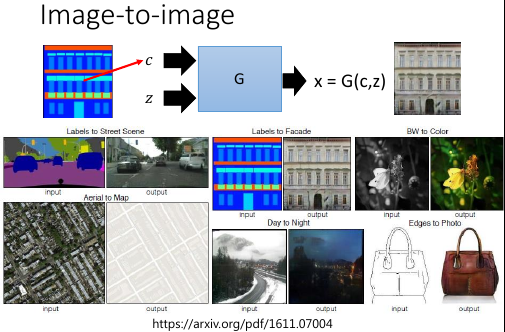 Image-to-image
c
G
x = G(c,z)
z
Labels to Street Scene
Labels to Facade
BW to Color
input
output
Aerial to Map
input
output
input
output
Day to Night
Edges to Photo
input
output
input
output
input
output
https://arxiv.org/pdf/1611.07004